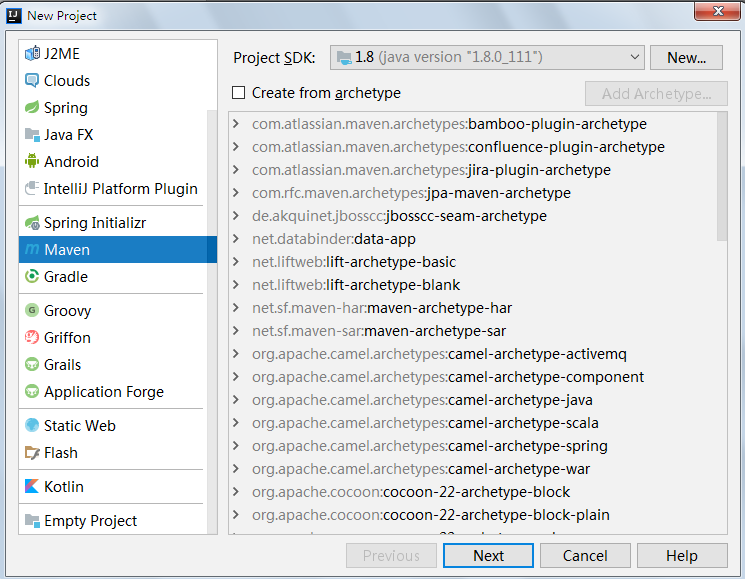 New Project
J2ME
Clouds
Spring
Java FX
Android
IntelliJ Platform Plugin
Spring Initializr
Maven
Gradle
Groovy
Griffon
Grails
Application Forge
Static Web
Flash
Kotlin
Empty Project
Project SDK: 1.8 (java version "1.8.0_111") New...
Create from archetype Add Archetype...
com.atlassian.maven.archetypes:bamboo-plugin-archetype
com.atlassian.maven.archetypes:confluence-plugin-archetype
com.atlassian.maven.archetypes:jira-plugin-archetype
com.rfc.maven.archetypes:jpa-maven-archetype
de.akquinet.jbosscc:jbosscc-seam-archetype
net.databinder:data-app
net.liftweb:lift-archetype-basic
net.liftweb:lift-archetype-blank
net.sf.maven-har:maven-archetype-har
net.sf.maven-sar:maven-archetype-sar
org.apache.camel.archetypes:camel-archetype-activemq
org.apache.camel.archetypes:camel-archetype-component
org.apache.camel.archetypes:camel-archetype-java
org.apache.camel.archetypes:camel-archetype-scala
org.apache.camel.archetypes:camel-archetype-spring
org.apache.camel.archetypes:camel-archetype-war
org.apache.cocoon:cocoon-22-archetype-block
org.apache.cocoon:cocoon-22-archetype-block-plain
Previous Next Cancel Help